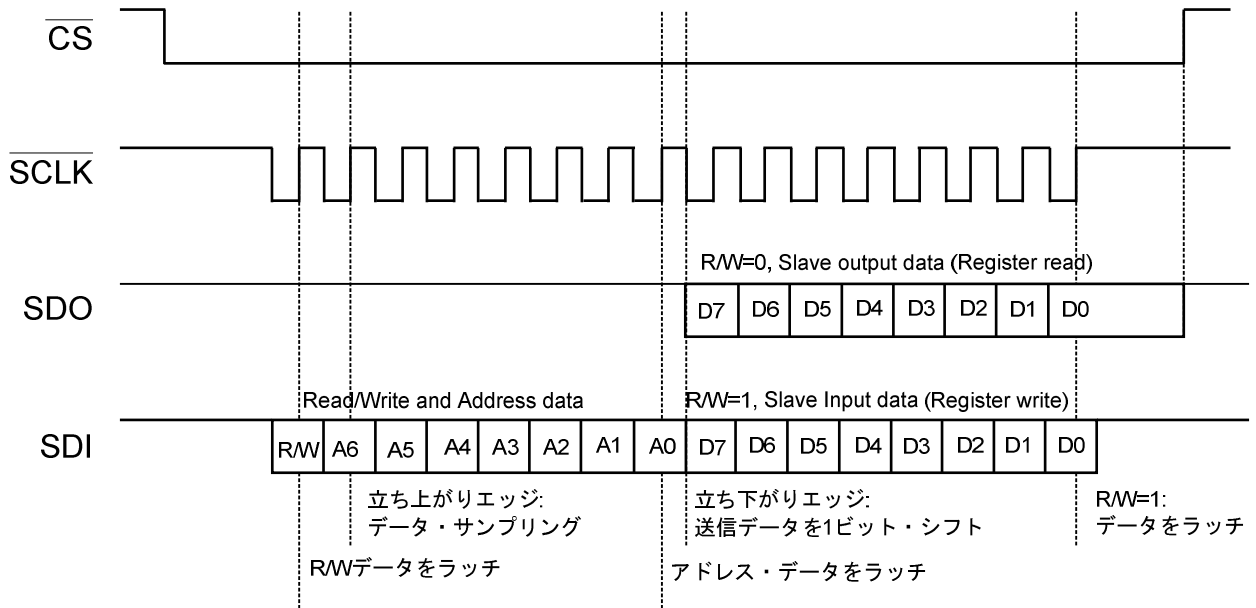 CS
SCLK
R/W=0, Slave output data (Register read)
SDO
D7 D6 D5 D4 D3 D2 D1 D0
Read/Write and Address data
R/W=1, Slave Input data (Register write)
SDI
R/W A6 A5 A4 A3 A2 A1 A0 D7 D6 D5 D4 D3 D2 D1 D0
立ち上がりエッジ:
データ・サンプリング
立ち下がりエッジ:
送信データを1ビット・シフト
R/W=1:
データをラッチ
R/Wデータをラッチ
アドレス・データをラッチ